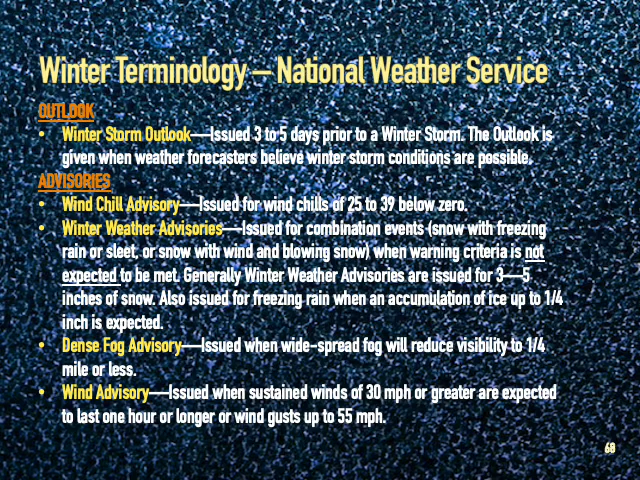 Winter Terminology – National Weather Service
OUTLOOK
• Winter Storm Outlook—Issued 3 to 5 days prior to a Winter Storm. The Outlook is
given when weather forecasters believe winter storm conditions are possible.
ADVISORIES
• Wind Chill Advisory—Issued for wind chills of 25 to 39 below zero.
• Winter Weather Advisories—Issued for combination events (snow with freezing
rain or sleet, or snow with wind and blowing snow) when warning criteria is not
expected to be met. Generally Winter Weather Advisories are issued for 3—5
inches of snow. Also issued for freezing rain when an accumulation of ice up to 1/4
inch is expected.
• Dense Fog Advisory—Issued when wide-spread fog will reduce visibility to 1/4
mile or less.
• Wind Advisory—Issued when sustained winds of 30 mph or greater are expected
to last one hour or longer or wind gusts up to 55 mph.
68